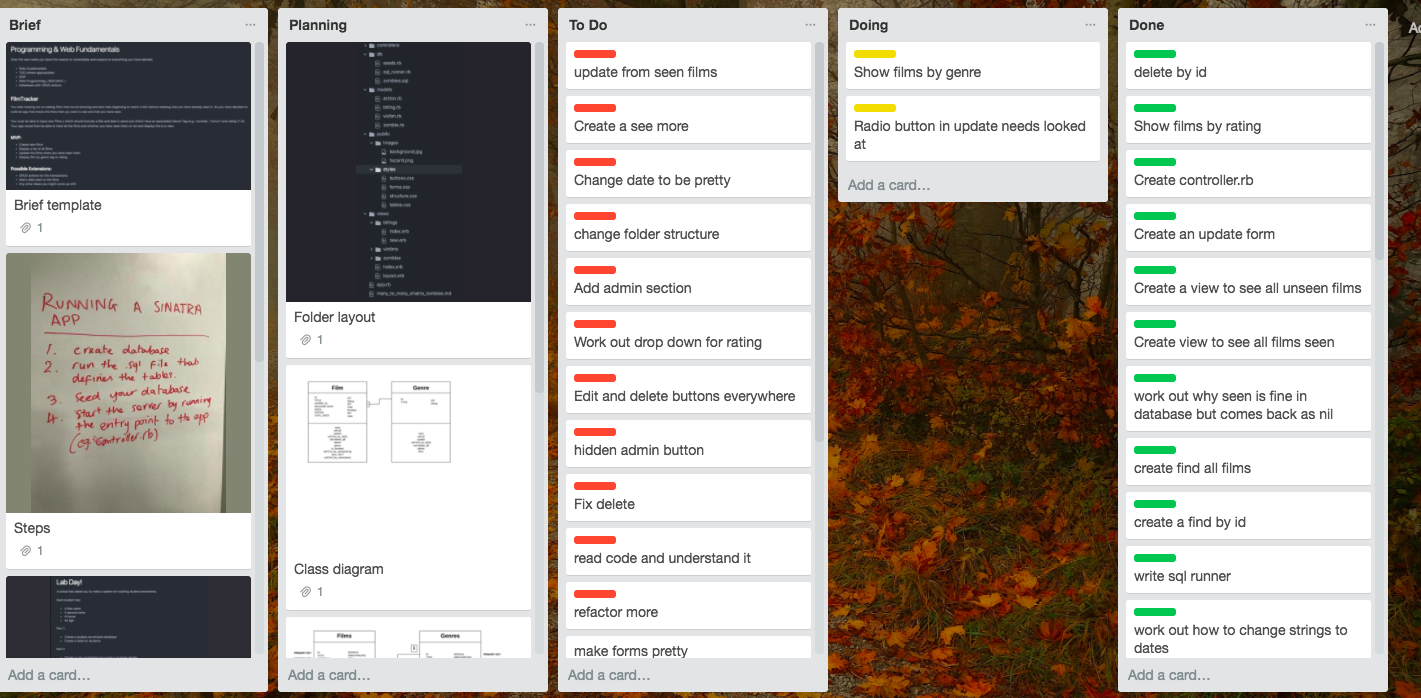 Brief
Programming & Web Fundamentals
FilmTracker
MVP:
Possible Extensions:
Brief template
1
RUNNING A SINATRA
APP
1. create database
2. run the .sql file that
defines the tables.
3. Seed your database
4. Start the server by running
the entry point to the app
(eg. controller.rb)
Steps
1
Lab Day!
Add a card…
Planning
controllers
db
seeds.rb
sql_runner.rb
zombies.sql
models
biting.rb
victim.rb
zombie.rb
public
images
background.jpg
hazard.png
styles
buttons.css
forms.css
structure.css
tables.css
views
bitings
index.erb
new.erb
victims
zombies
index.erb
layout.erb
app.rb
many_to_many_sinatra_zombies.md
Folder layout
1
Film
Genre
Class diagram
1
Films
Genres
Add a card…
To Do
update from seen films
Create a see more
Change date to be pretty
change folder structure
Add admin section
Work out drop down for rating
Edit and delete buttons everywhere
hidden admin button
Fix delete
read code and understand it
refactor more
make forms pretty
Add a card…
Doing
Show films by genre
Radio button in update needs looked
at
Add a card…
Done
delete by id
Show films by rating
Create controller.rb
Create an update form
Create a view to see all unseen films
Create view to see all films seen
work out why seen is fine in
database but comes back as nil
create find all films
create a find by id
write sql runner
work out how to change strings to
dates
Add a card…